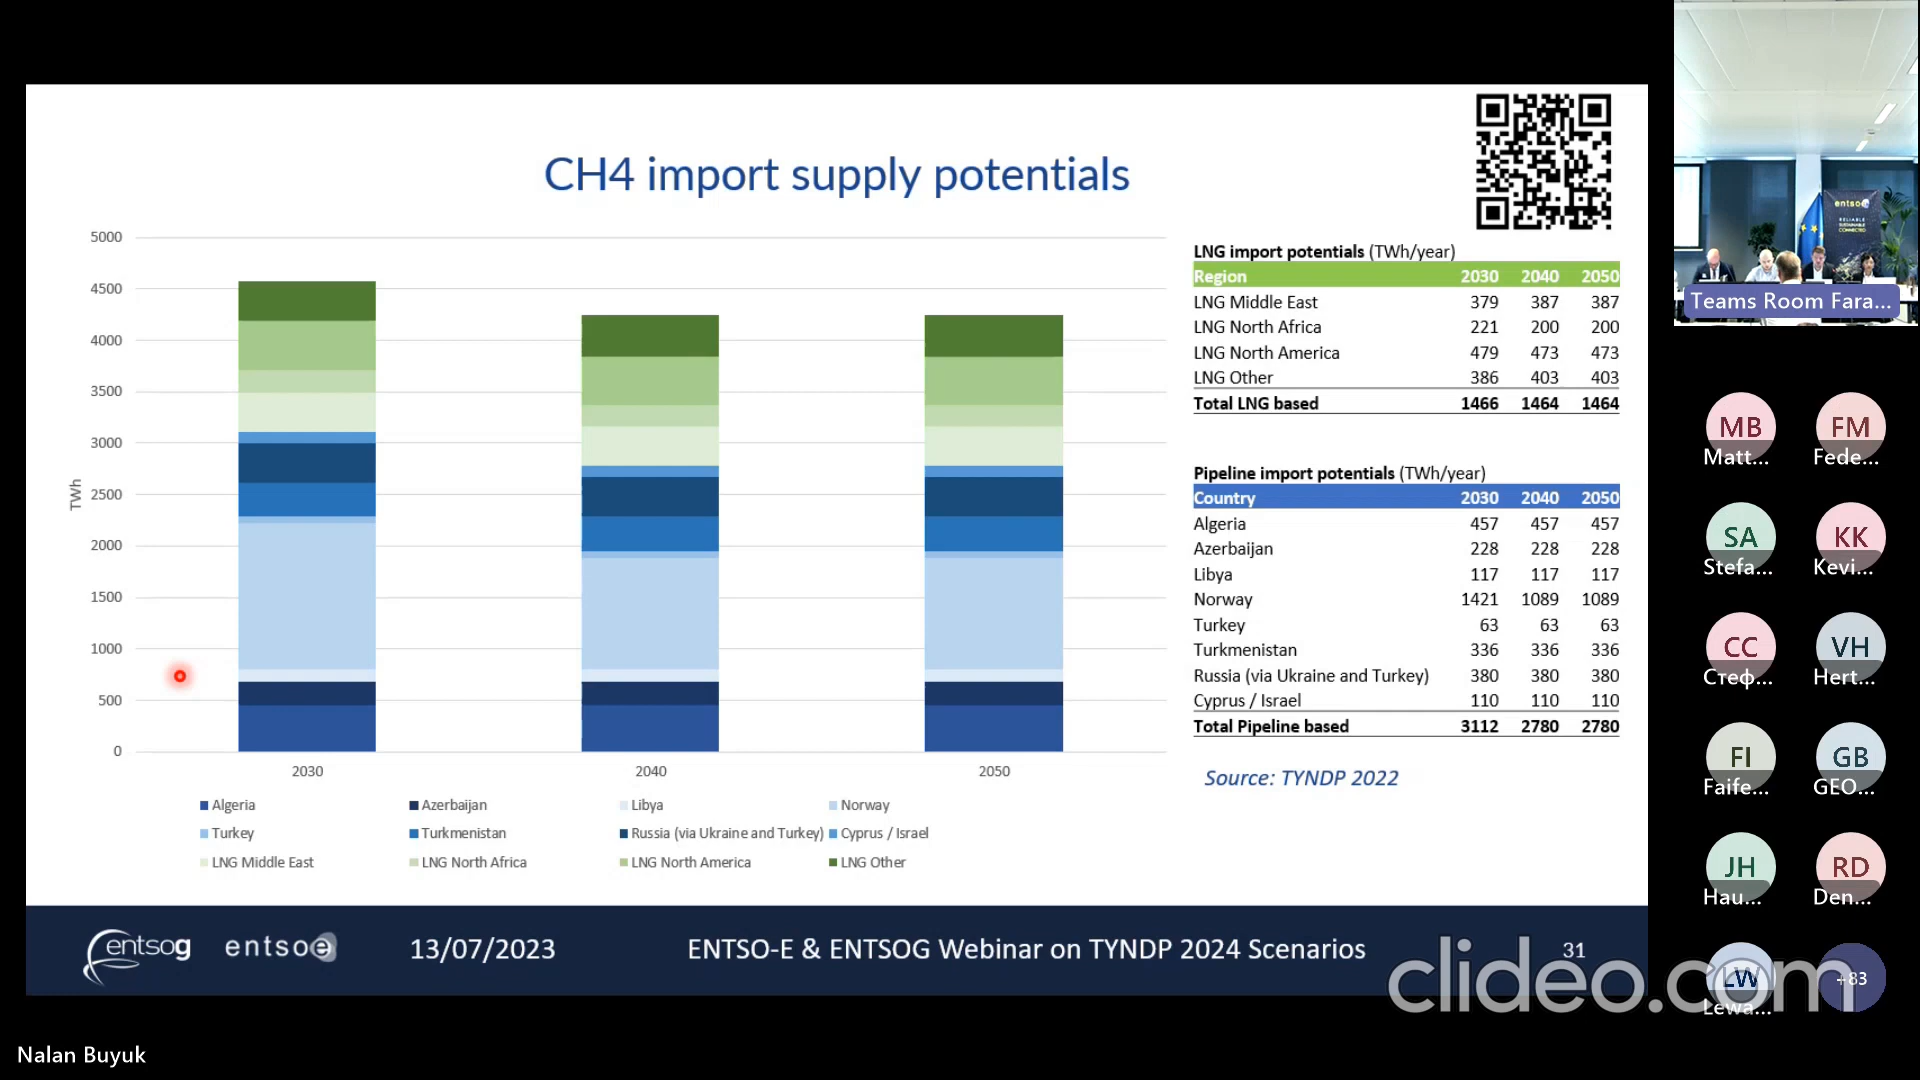 CH4 import supply potentials
5000
4500
4000
3500
3000
2500
2000
1500
1000
500
0
TWh
2030 2040 2050
Algeria Azerbaijan Libya Norway
Turkey Turkmenistan Russia (via Ukraine and Turkey) Cyprus / Israel
LNG Middle East LNG North Africa LNG North America LNG Other
LNG import potentials (TWh/year)
Region 2030 2040 2050
LNG Middle East 379 387 387
LNG North Africa 221 200 200
LNG North America 479 473 473
LNG Other 386 403 403
Total LNG based 1466 1464 1464
Pipeline import potentials (TWh/year)
Country 2030 2040 2050
Algeria 457 457 457
Azerbaijan 228 228 228
Libya 117 117 117
Norway 1421 1089 1089
Turkey 63 63 63
Turkmenistan 336 336 336
Russia (via Ukraine and Turkey) 380 380 380
Cyprus / Israel 110 110 110
Total Pipeline based 3112 2780 2780
Source: TYNDP 2022
entsog entsoe 13/07/2023 ENTSO-E & ENTSOG Webinar on TYNDP 2024 Scenarios 31
entsoe
RELIABLE
SUSTAINABLE
CONNECTED
Teams Room Fara...
MB FM
Matt... Fede...
SA KK
Stefa... Kevi...
CC VH
Стеф... Hert...
FI GB
Faife... GEO...
JH RD
Hau... Den...
LW +83
Lewa...
clideo.com
Nalan Buyuk